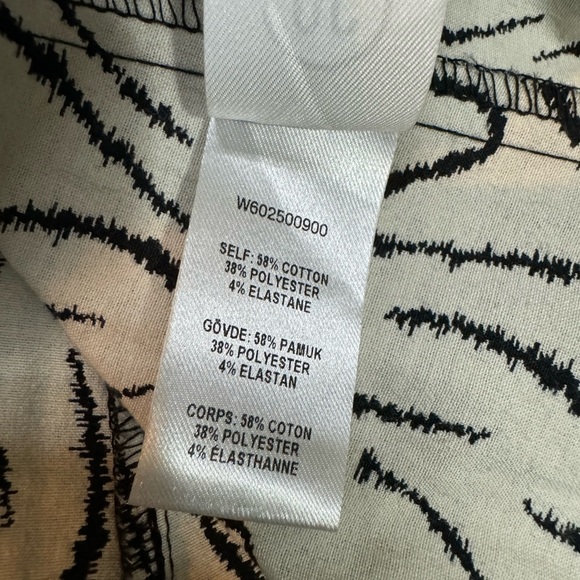 W602500900
SELF: 58% COTTON
38% POLYESTER
4% ELASTANE
GÖVDE: 58% PAMUK
38% POLYESTER
4% ELASTAN
CORPS: 58% COTON
38% POLYESTER
4% ÉLASTHANNE